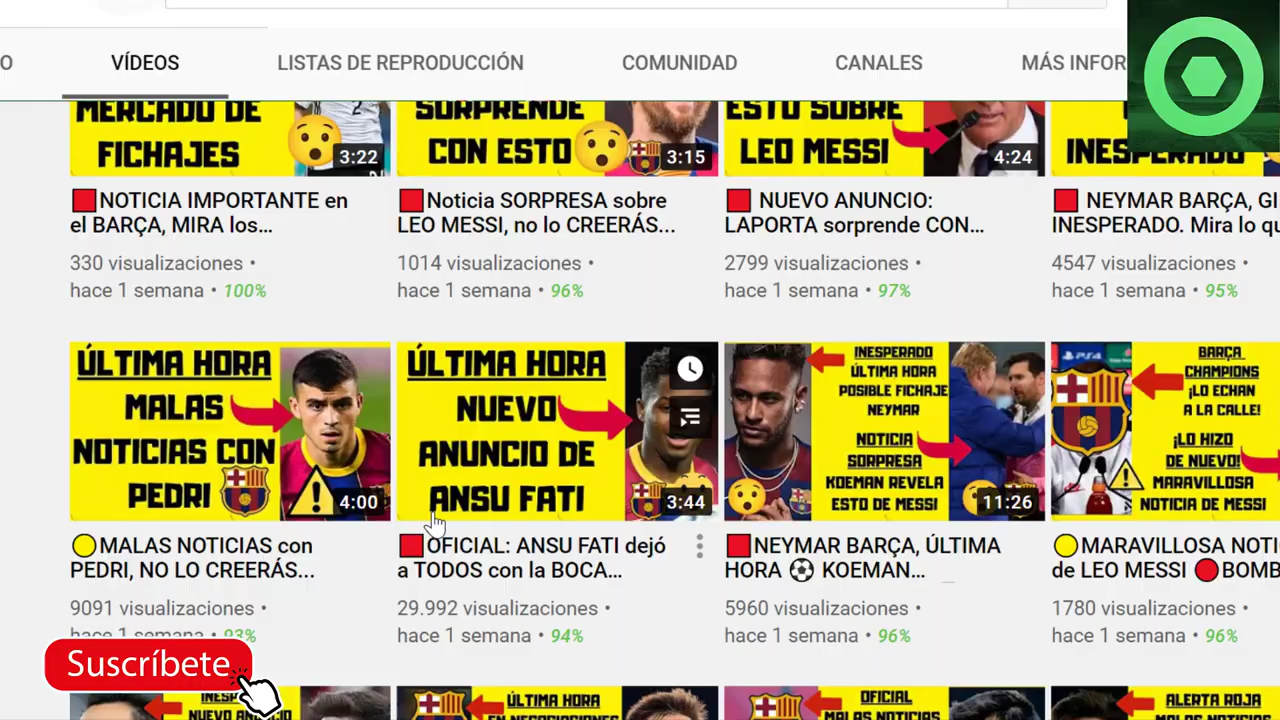 O VÍDEOS LISTAS DE REPRODUCCIÓN COMUNIDAD CANALES MÁS INFOR
MERCADO DE
FICHAJES
3:22
SORPRENDE
CON ESTO
3:15
ESTO SOBRE
LEO MESSI
4:24
INESPERADO
🟥NOTICIA IMPORTANTE en
el BARÇA, MIRA los...
330 visualizaciones •
hace 1 semana • 100%
🟥Noticia SORPRESA sobre
LEO MESSI, no lo CREERÁS...
1014 visualizaciones •
hace 1 semana • 96%
🟥 NUEVO ANUNCIO:
LAPORTA sorprende CON...
2799 visualizaciones •
hace 1 semana • 97%
🟥 NEYMAR BARÇA, GI
INESPERADO. Mira lo qu
4547 visualizaciones •
hace 1 semana • 95%
ÚLTIMA HORA
MALAS
NOTICIAS CON
PEDRI
4:00
ÚLTIMA HORA
NUEVO
ANUNCIO DE
ANSU FATI
3:44
INESPERADO
ÚLTIMA HORA
POSIBLE FICHAJE
NEYMAR
NOTICIA
SORPRESA
KOEMAN REVELA
ESTO DE MESSI
11:26
PS4
BARÇA
CHAMPIONS
¡LO ECHAN
A LA CALLE!
¡LO HIZO
DE NUEVO!
MARAVILLOSA
NOTICIA DE MESSI
🟡MALAS NOTICIAS con
PEDRI, NO LO CREERÁS...
9091 visualizaciones •
hace 1 semana • 93%
🟥OFICIAL: ANSU FATI dejó
a TODOS con la BOCA...
29.992 visualizaciones •
hace 1 semana • 94%
🟥NEYMAR BARÇA, ÚLTIMA
HORA ⚽ KOEMAN...
5960 visualizaciones •
hace 1 semana • 96%
🟡MARAVILLOSA NOTI
de LEO MESSI 🔴BOMB
1780 visualizaciones •
hace 1 semana • 96%
Suscríbete
NUEVO ANUNCIO
ÚLTIMA HORA
EN NEGOCIACIONES
OFICIAL
MALAS NOTICIAS
ALERTA ROJA